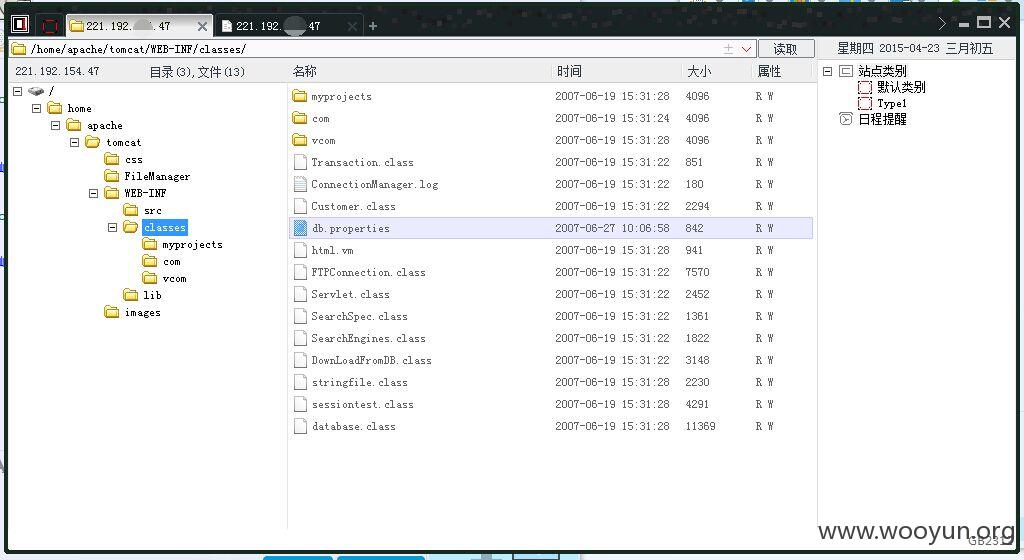 221.192. .47
221.192. 47
/home/apache/tomcat/WEB-INF/classes/
读取
星期四 2015-04-23 三月初五
221.192.154.47 目录(3),文件(13)
名称 时间 大小 属性
/
home
apache
tomcat
css
FileManager
WEB-INF
src
classes
myprojects
com
vcom
lib
images
myprojects 2007-06-19 15:31:28 4096 R W
com 2007-06-19 15:31:24 4096 R W
vcom 2007-06-19 15:31:28 4096 R W
Transaction.class 2007-06-19 15:31:22 851 R W
ConnectionManager.log 2007-06-19 15:31:22 180 R W
Customer.class 2007-06-19 15:31:22 2294 R W
db.properties 2007-06-27 10:06:58 842 R W
html.vm 2007-06-19 15:31:28 941 R W
FTPConnection.class 2007-06-19 15:31:22 7570 R W
Servlet.class 2007-06-19 15:31:22 2452 R W
SearchSpec.class 2007-06-19 15:31:22 1361 R W
SearchEngines.class 2007-06-19 15:31:22 1822 R W
DownLoadFromDB.class 2007-06-19 15:31:22 3148 R W
stringfile.class 2007-06-19 15:31:28 2230 R W
sessiontest.class 2007-06-19 15:31:28 4291 R W
database.class 2007-06-19 15:31:28 11369 R W
站点类别
默认类别
Type1
日程提醒
www.wooyun.org
GB2312